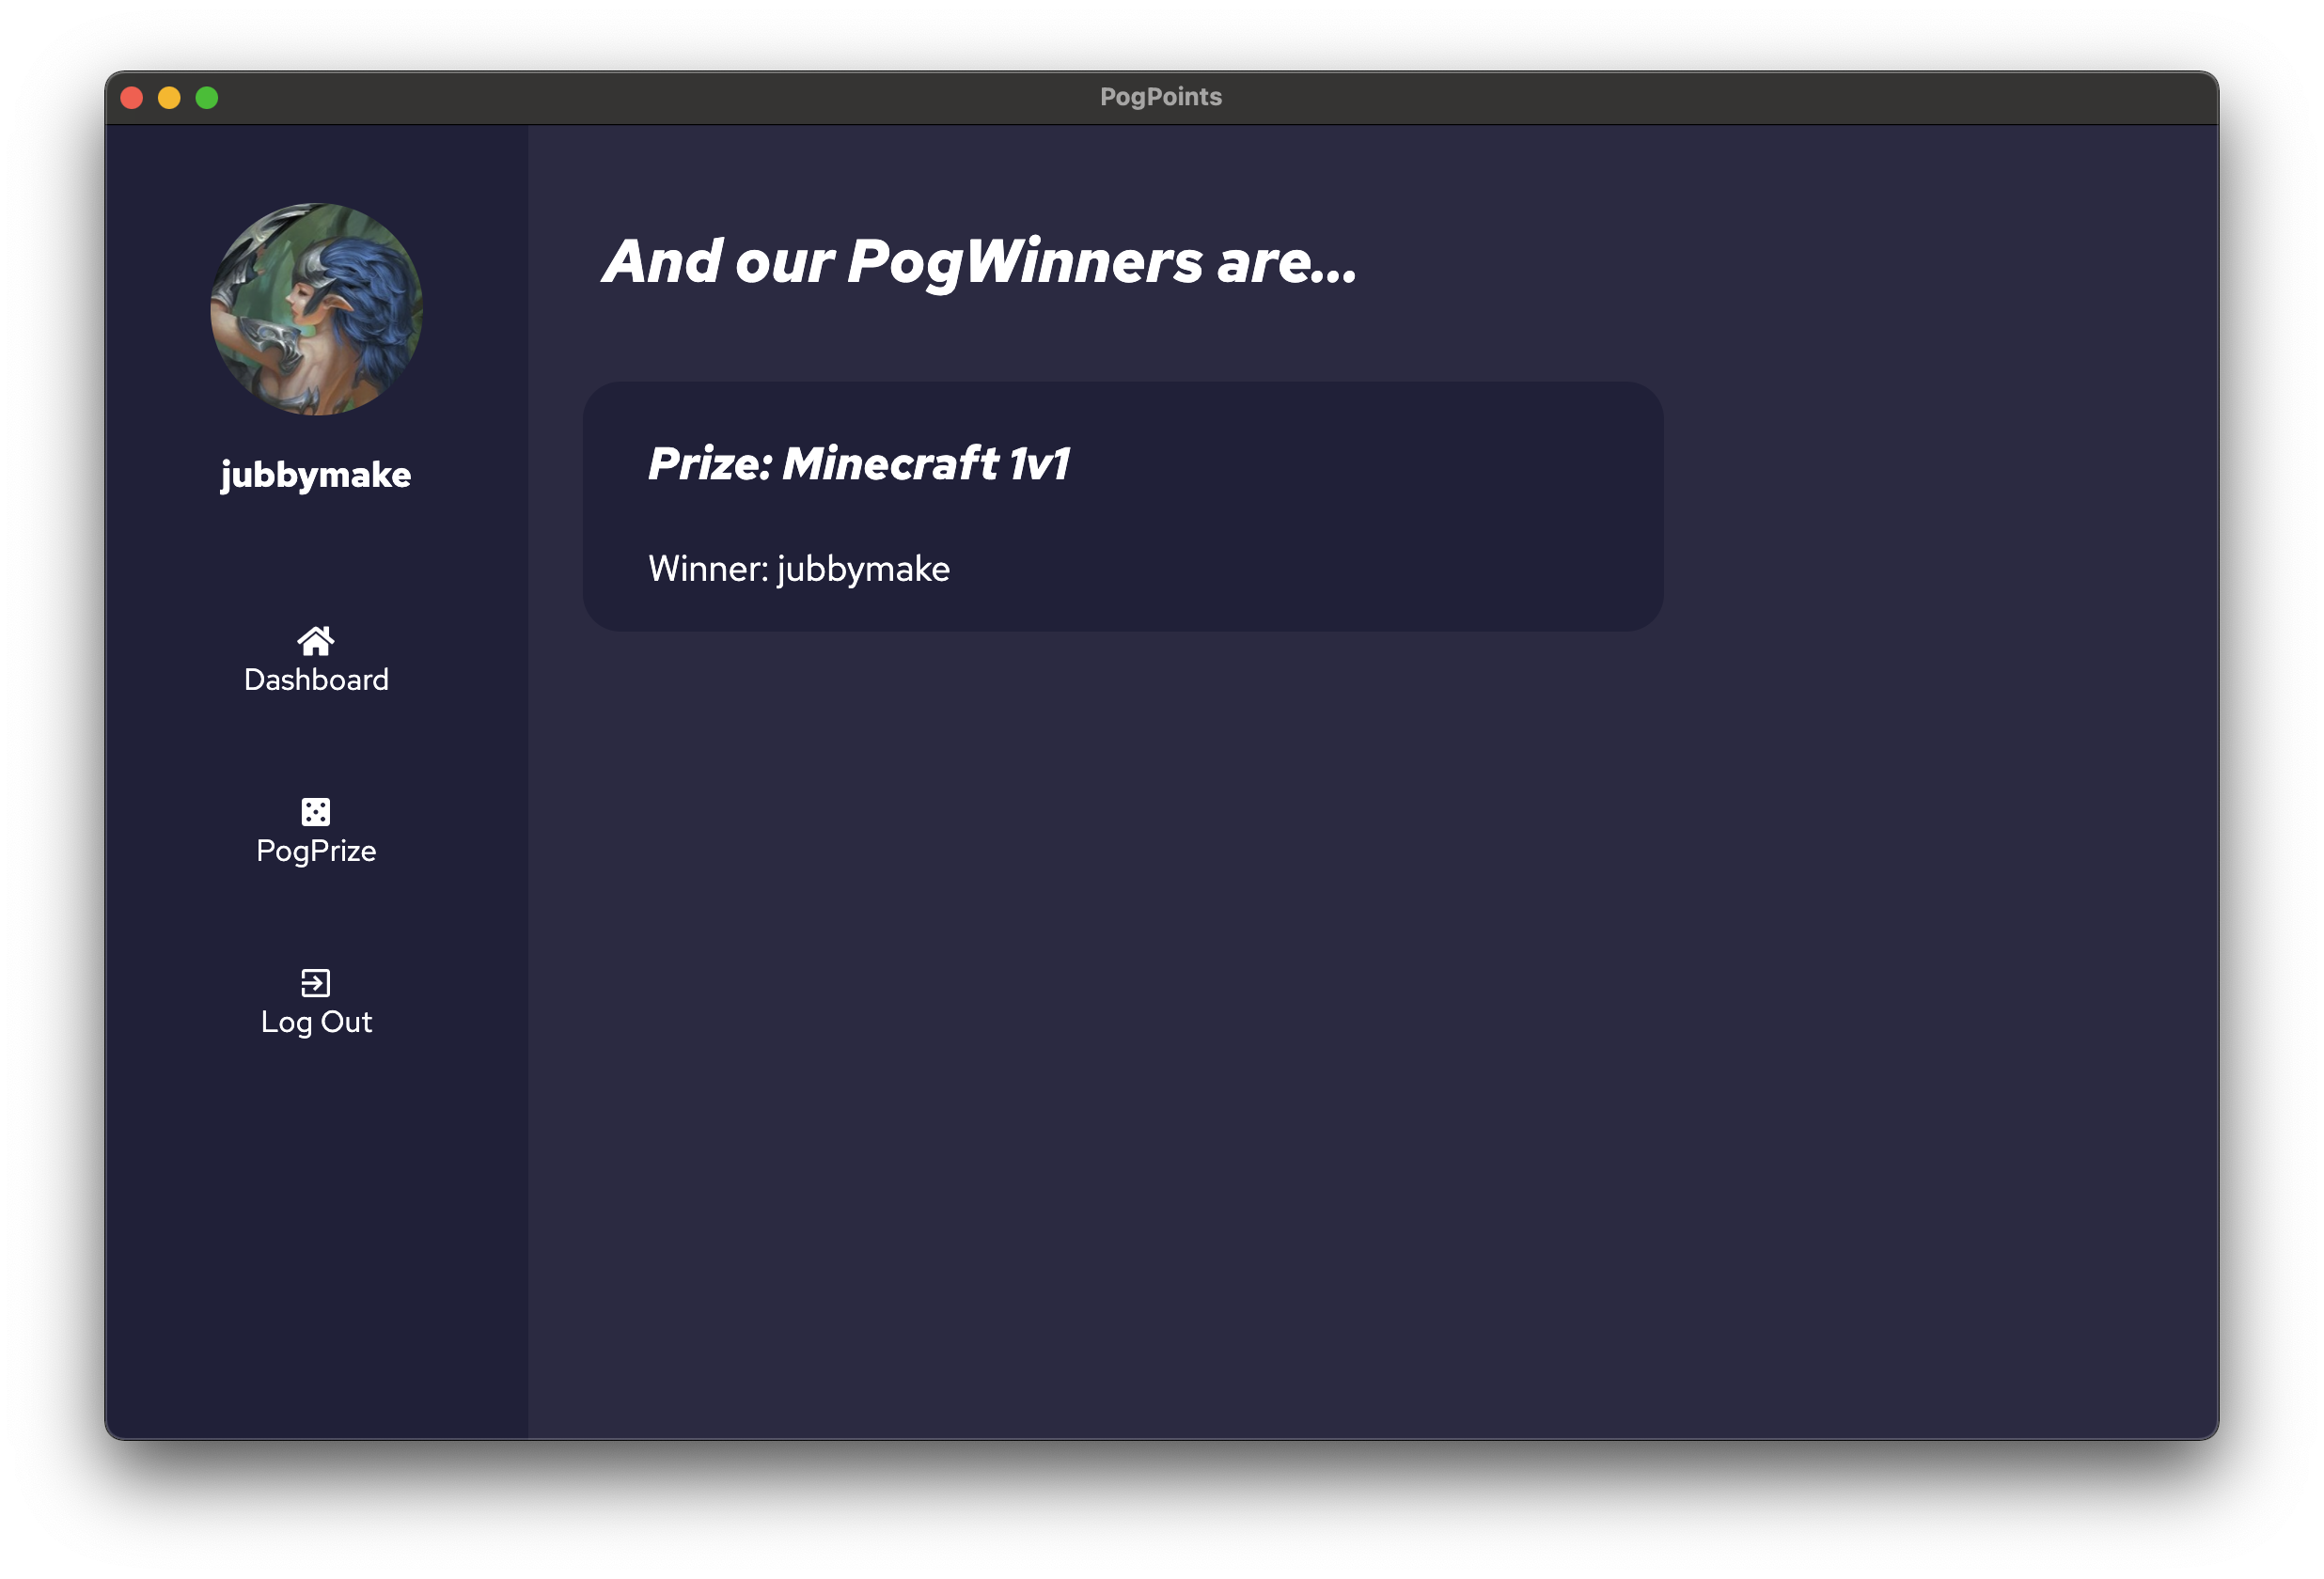 PogPoints
jubbymake
Dashboard
PogPrize
Log Out
And our PogWinners are...
Prize: Minecraft 1v1
Winner: jubbymake